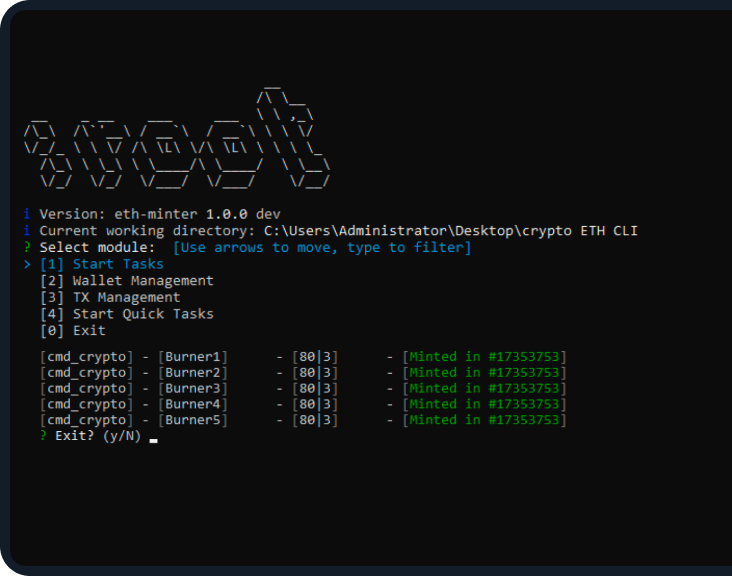 :root
i Version: eth-minter 1.0.0 dev
i Current working directory: C:\Users\Administrator\Desktop\crypto ETH CLI
? Select module: [Use arrows to move, type to filter]
> [1] Start Tasks
[2] Wallet Management
[3] TX Management
[4] Start Quick Tasks
[0] Exit
[cmd_crypto] - [Burner1] - [80|3] - [Minted in #17353753]
[cmd_crypto] - [Burner2] - [80|3] - [Minted in #17353753]
[cmd_crypto] - [Burner3] - [80|3] - [Minted in #17353753]
[cmd_crypto] - [Burner4] - [80|3] - [Minted in #17353753]
[cmd_crypto] - [Burner5] - [80|3] - [Minted in #17353753]
? Exit? (y/N)